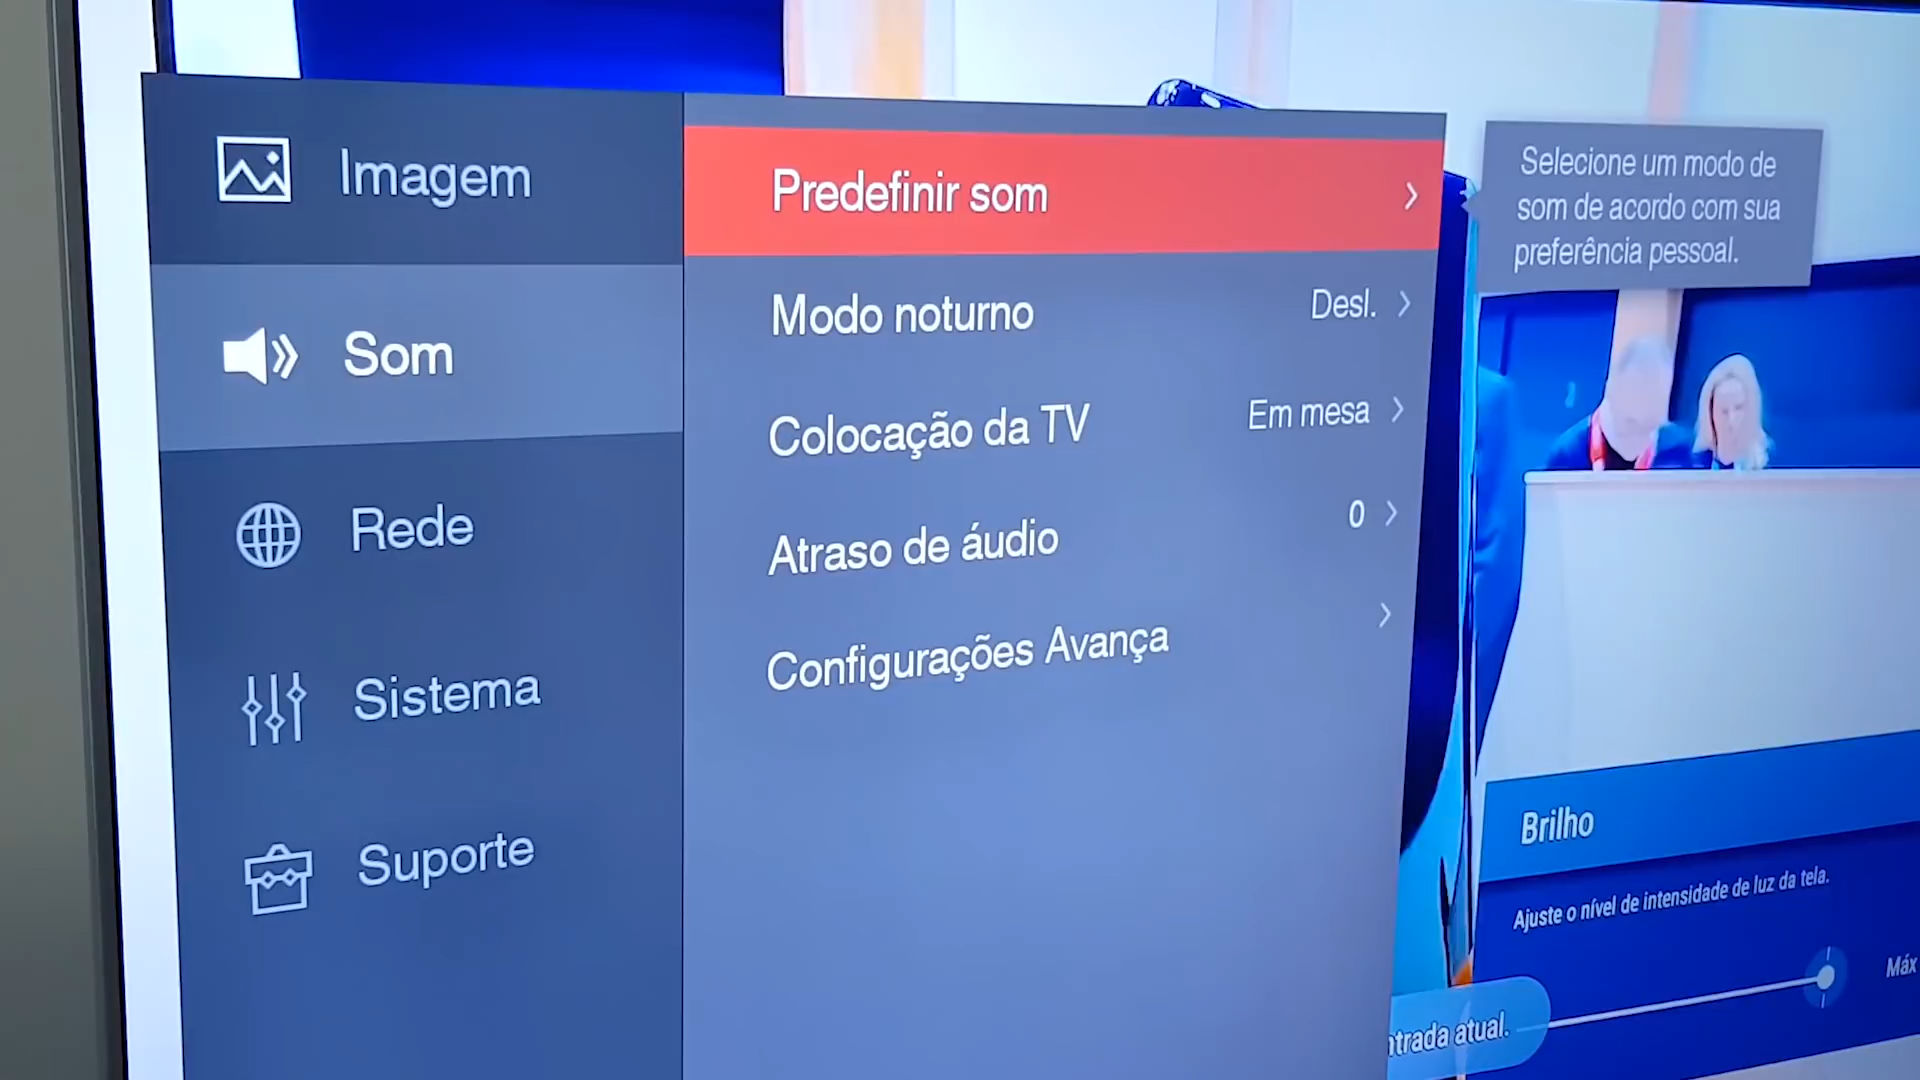 Imagem
Som
Rede
Sistema
Suporte
Predefinir som
Modo noturno
Desl.
Colocação da TV
Em mesa
Atraso de áudio
0
Configurações Avança
Selecione um modo de
som de acordo com sua
preferência pessoal.
Brilho
Ajuste o nível de intensidade de luz da tela.
Máx
ntrada atual.